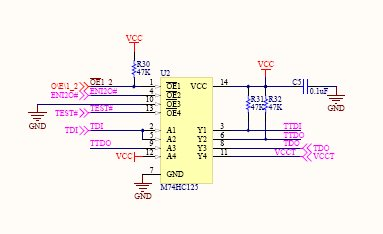 VCC
R30
47K
U2
VCC
O\E\1_2 OE1_2 1 OE1 VCC 14
C5
0.1uF
ENI2O# ENI2O# 4 OE2
10 OE3
R31 R32
47K 47K
TEST# TEST# 13 OE4
GND
GND
TDI TDI 2 A1 Y1 3 TTDI
5 A2 Y2 6 TTDO
TTDO 9 A3 Y3 8 TDO TDO
VCC 12 A4 Y4 11 VCCT VCCT
7 GND
M74HC125
GND